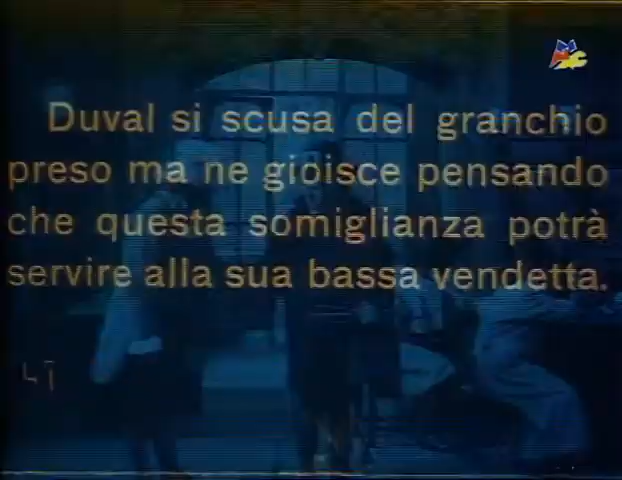 Duval si scusa del granchio
preso ma ne gioisce pensando
che questa somiglianza potrà
servire alla sua bassa vendetta.